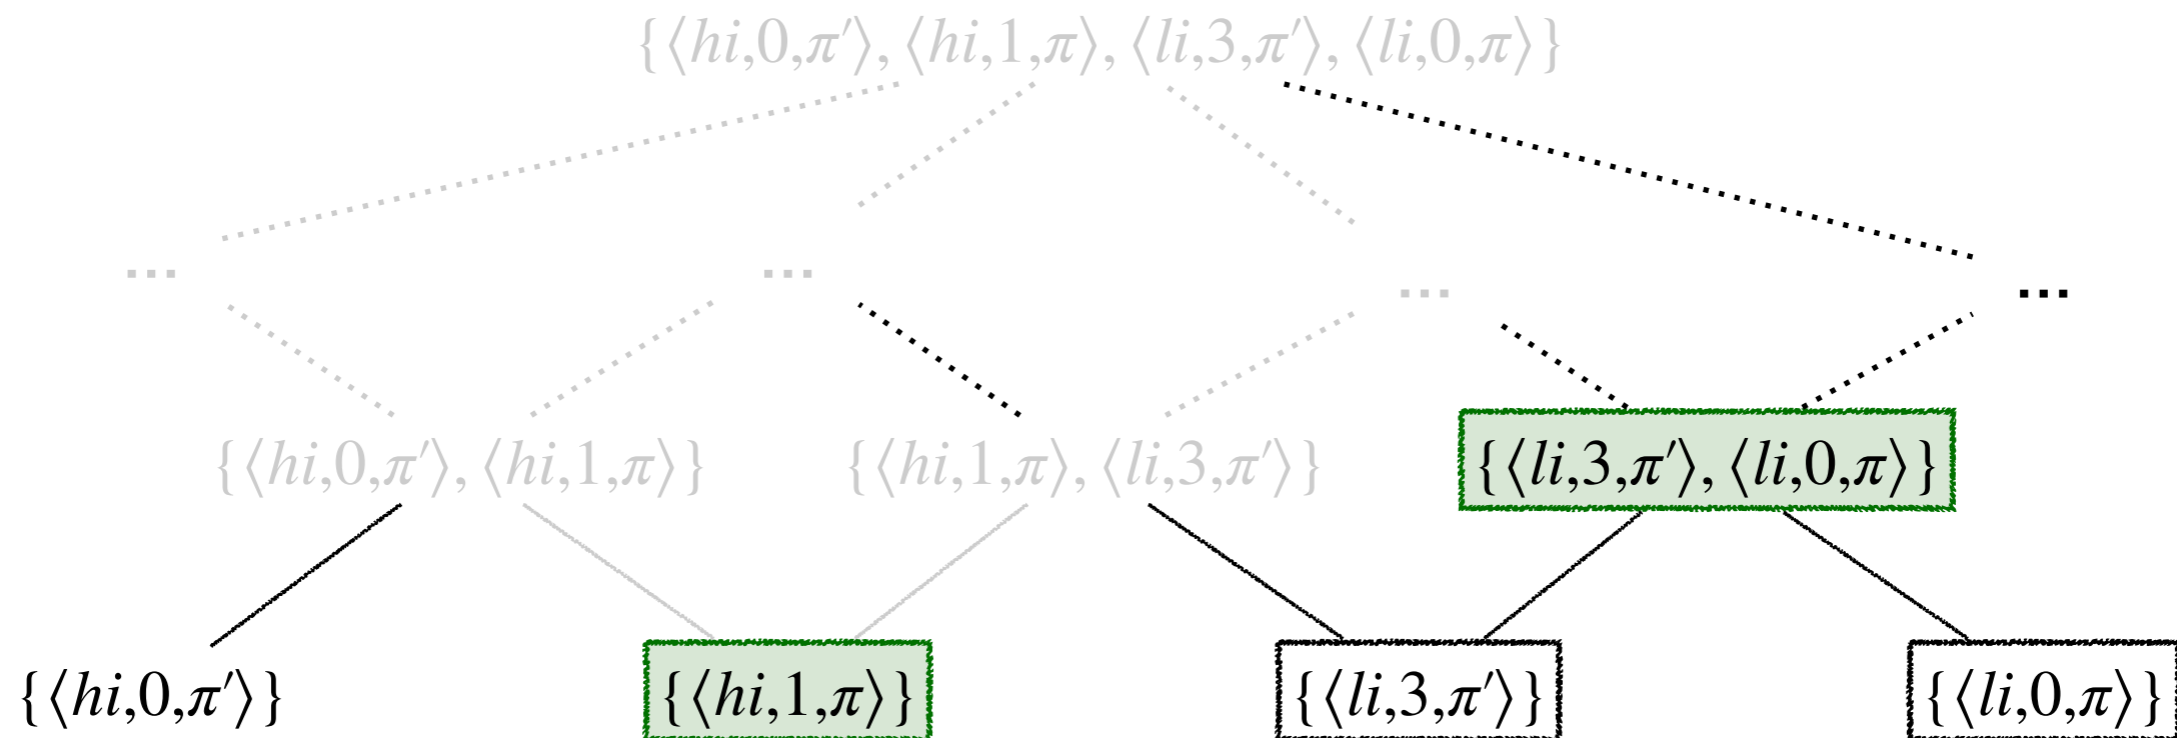 {⟨hi,0,π′⟩, ⟨hi,1,π⟩, ⟨li,3,π′⟩, ⟨li,0,π⟩}
... ... ... ...
{⟨hi,0,π′⟩, ⟨hi,1,π⟩} {⟨hi,1,π⟩, ⟨li,3,π′⟩} {⟨li,3,π′⟩, ⟨li,0,π⟩}
{⟨hi,0,π′⟩} {⟨hi,1,π⟩} {⟨li,3,π′⟩} {⟨li,0,π⟩}